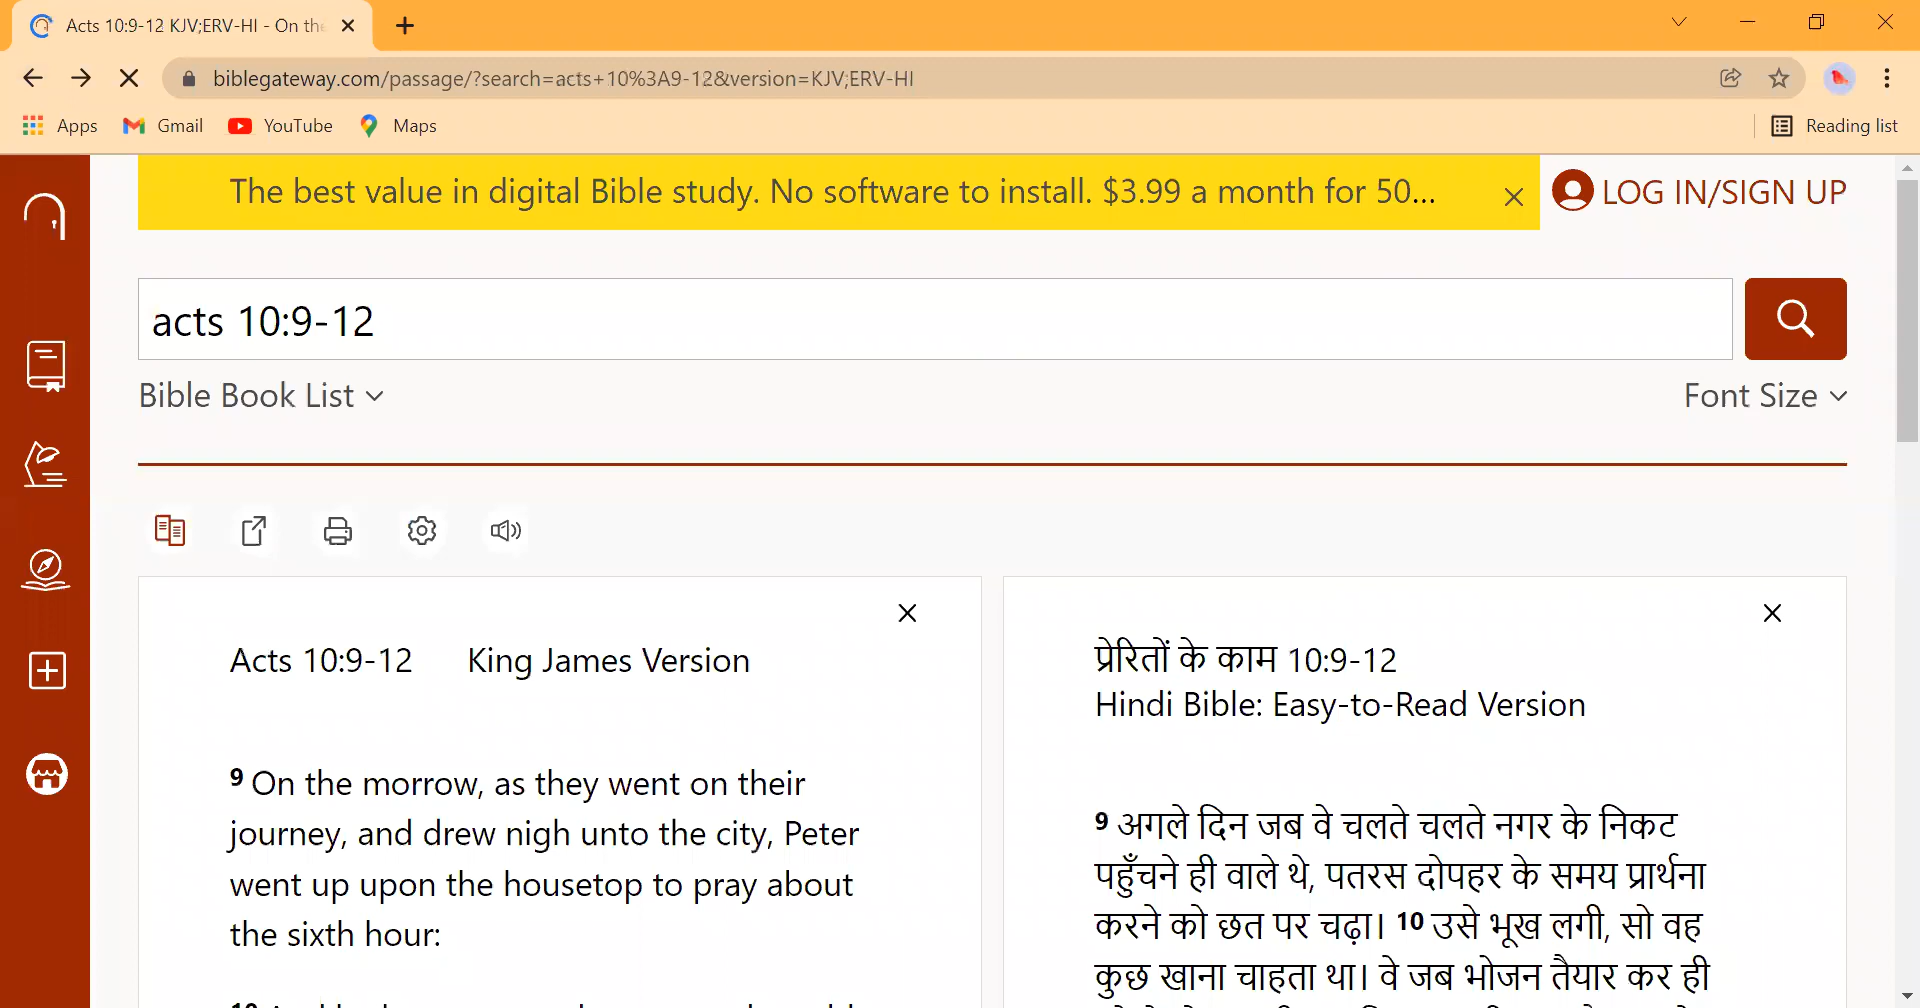 Acts 10:9-12 KJV;ERV-HI - On the
biblegateway.com/passage/?search=acts+10%3A9-12&version=KJV;ERV-HI
Apps Gmail YouTube Maps Reading list
The best value in digital Bible study. No software to install. $3.99 a month for 50...
LOG IN/SIGN UP
acts 10:9-12
Bible Book List
Font Size
Acts 10:9-12 King James Version
9 On the morrow, as they went on their
journey, and drew nigh unto the city, Peter
went up upon the housetop to pray about
the sixth hour:
प्रेरितों के काम 10:9-12
Hindi Bible: Easy-to-Read Version
9 अगले दिन जब वे चलते चलते नगर के निकट
पहुँचने ही वाले थे, पतरस दोपहर के समय प्रार्थना
करने को छत पर चढ़ा। 10 उसे भूख लगी, सो वह
कुछ खाना चाहता था। वे जब भोजन तैयार कर ही